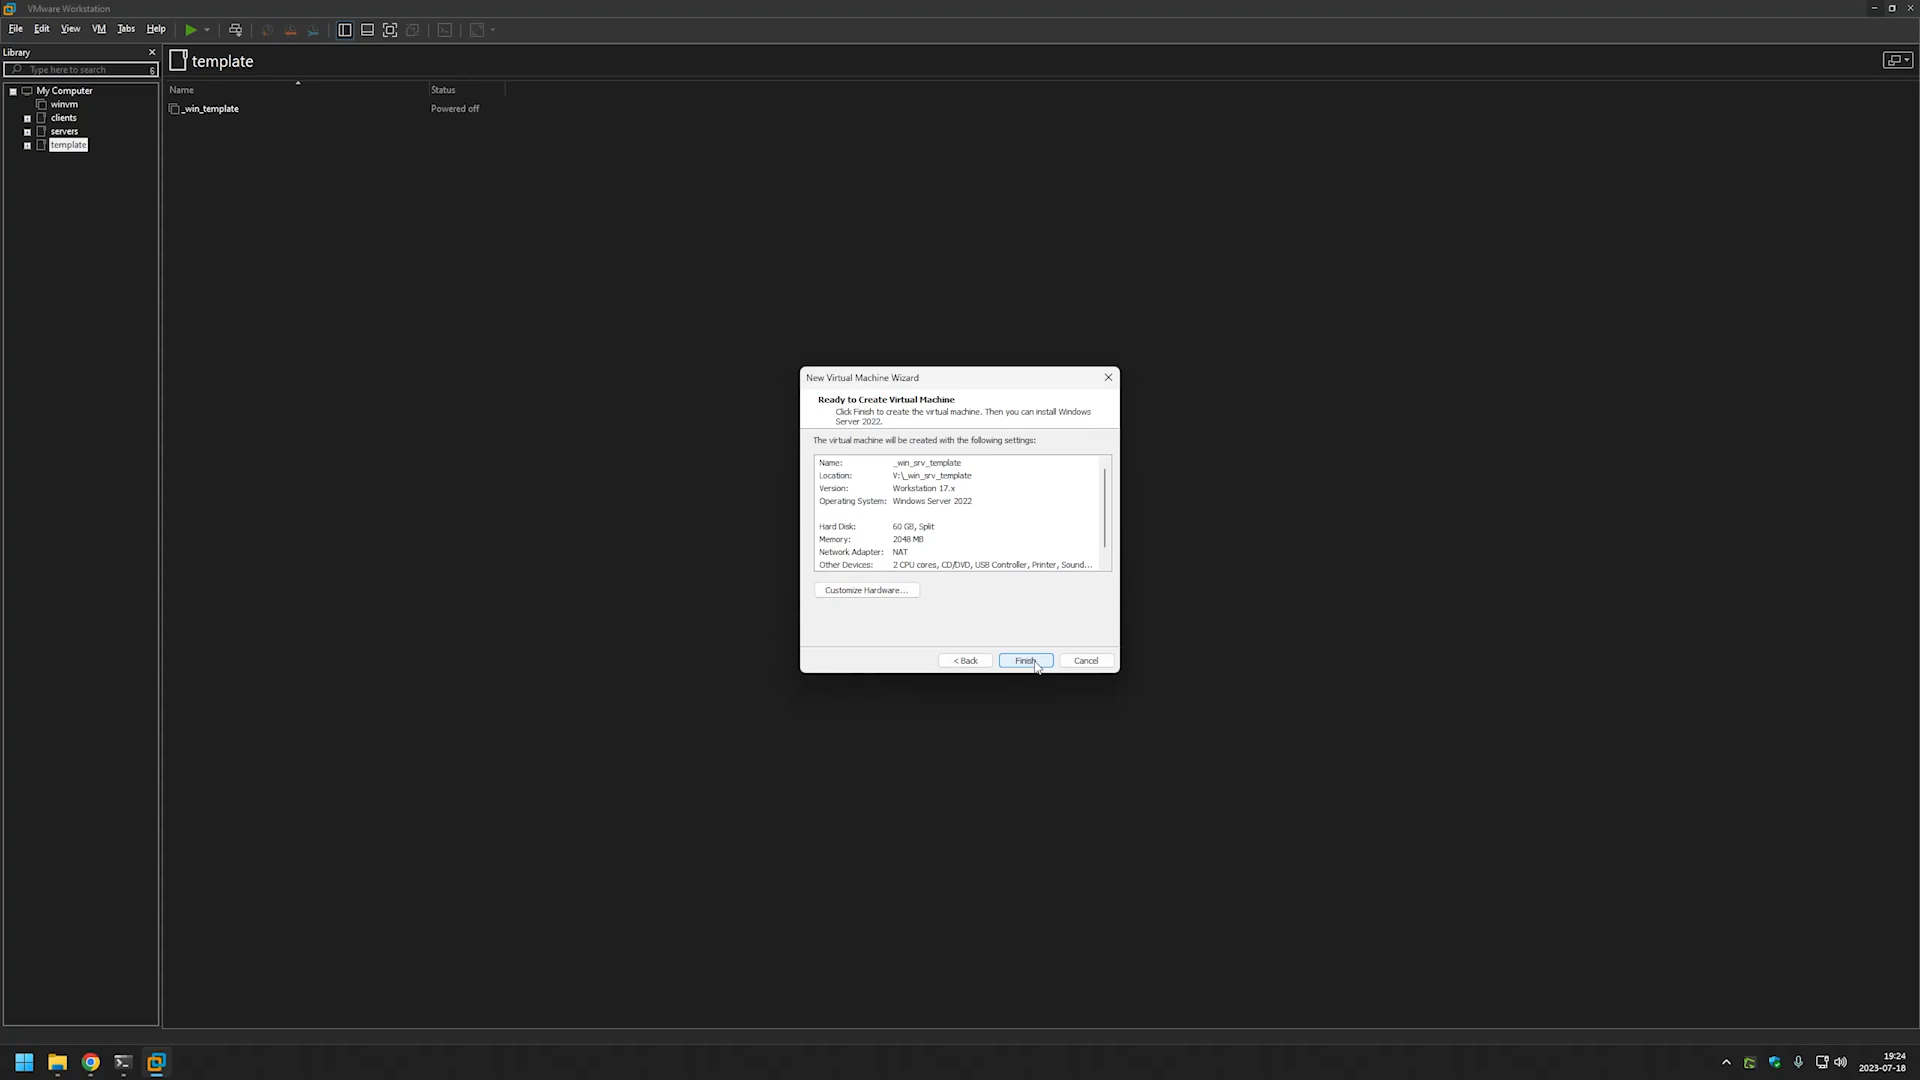 VMware Workstation
File Edit View VM Tabs Help
Library
Type here to search
6
My Computer
winvm
clients
servers
template
template
Name Status
_win_template Powered off
New Virtual Machine Wizard
Ready to Create Virtual Machine
Click Finish to create the virtual machine. Then you can install Windows
Server 2022.
The virtual machine will be created with the following settings:
Name: _win_srv_template
Location: V:\_win_srv_template
Version: Workstation 17.x
Operating System: Windows Server 2022
Hard Disk: 60 GB, Split
Memory: 2048 MB
Network Adapter: NAT
Other Devices: 2 CPU cores, CD/DVD, USB Controller, Printer, Sound...
Customize Hardware...
< Back Finish Cancel
19:24
2023-07-18